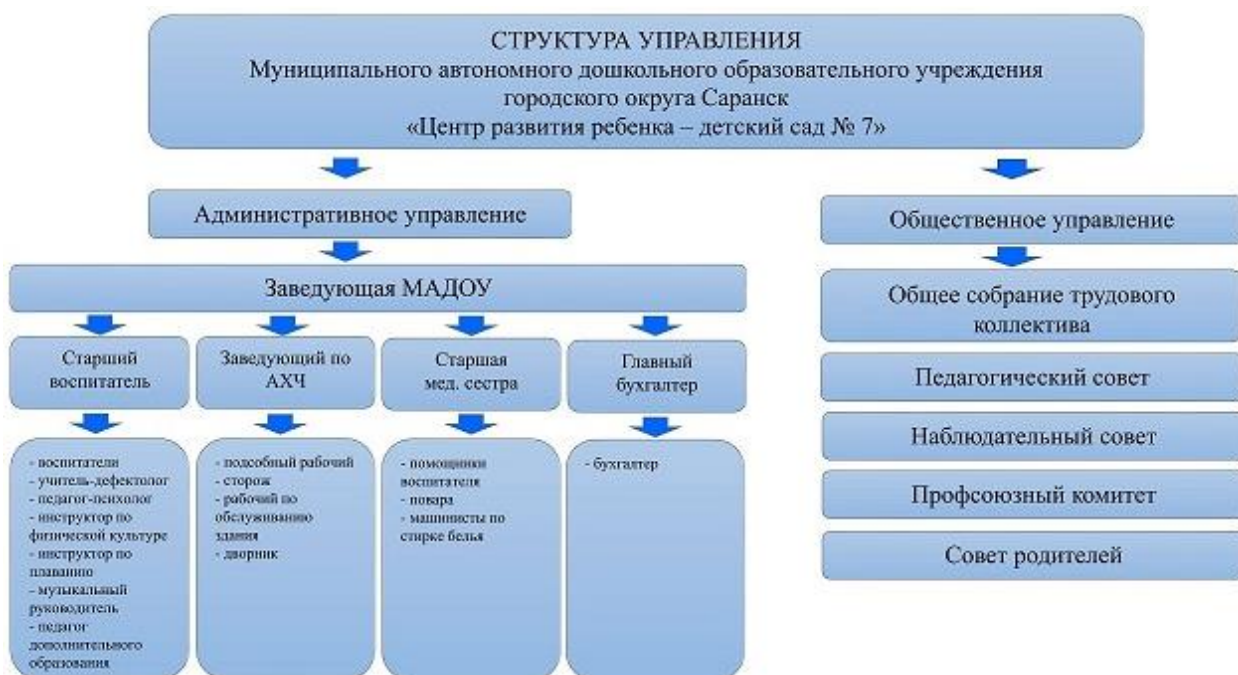 СТРУКТУРА УПРАВЛЕНИЯ
Муниципального автономного дошкольного образовательного учреждения
городского округа Саранск
«Центр развития ребенка – детский сад № 7»
Административное управление
Заведующая МАДОУ
Старший
воспитатель
- воспитатели
- учитель-дефектолог
- педагог-психолог
- инструктор по
физической культуре
- инструктор по
плаванию
- музыкальный
руководитель
- педагог
дополнительного
образования
Заведующий по
АХЧ
- подсобный рабочий
- сторож
- рабочий по
обслуживанию
здания
- дворник
Старшая
мед. сестра
- помощники
воспитателя
- повара
- машинисты по
стирке белья
Главный
бухгалтер
- бухгалтер
Общественное управление
Общее собрание трудового
коллектива
Педагогический совет
Наблюдательный совет
Профсоюзный комитет
Совет родителей